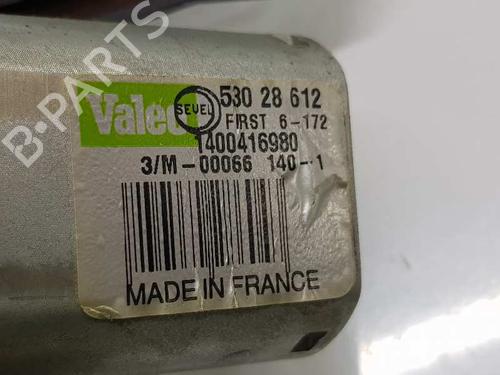 B-PARTS
Valeo SEVEL 530 28 612
FIRST 6-172
1400416980
3/M-00066 140-1
MADE IN FRANCE